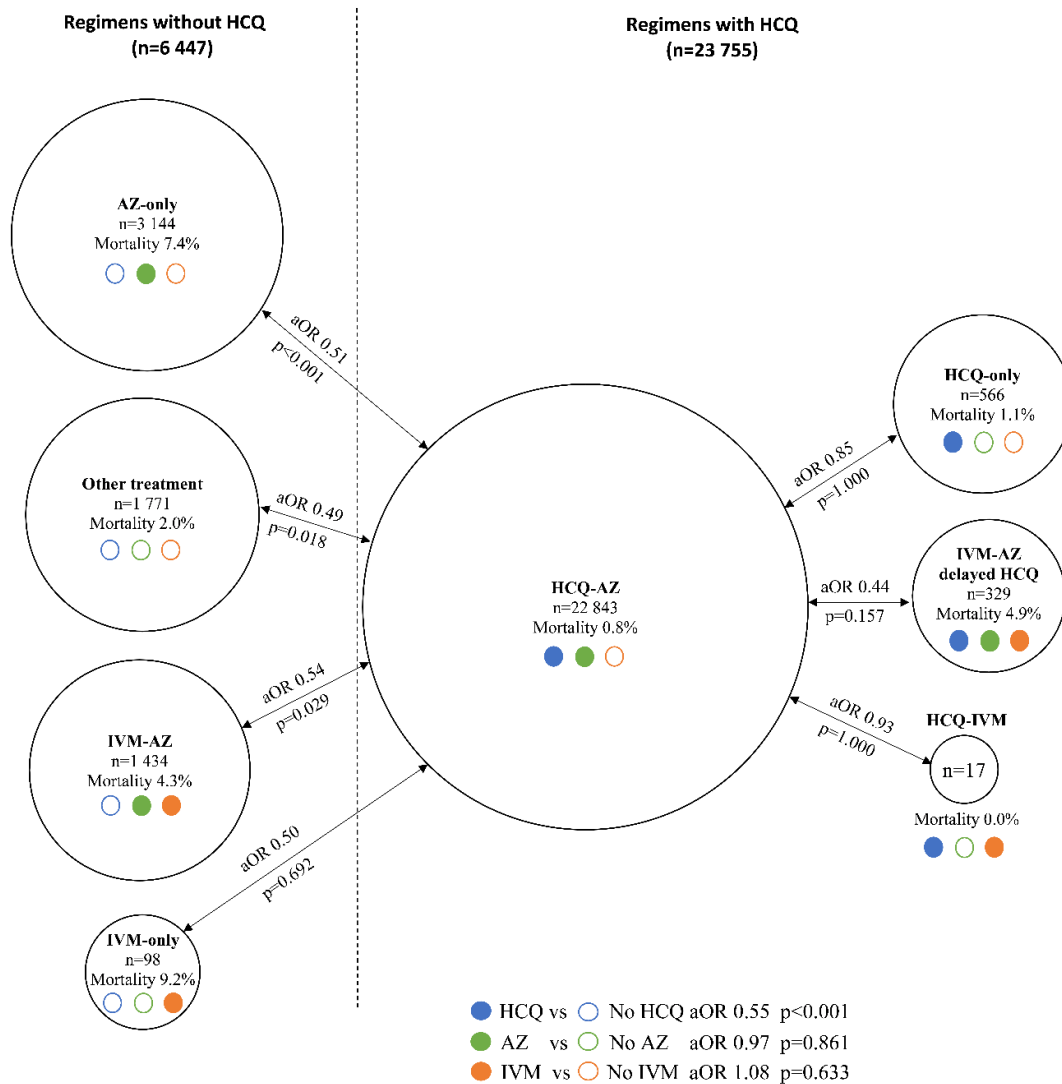 Regimens without HCQ
(n=6 447)
Regimens with HCQ
(n=23 755)
AZ-only
n=3 144
Mortality 7.4%
aOR 0.51
p<0.001
Other treatment
n=1 771
Mortality 2.0%
aOR 0.49
p=0.018
IVM-AZ
n=1 434
Mortality 4.3%
aOR 0.54
p=0.029
IVM-only
n=98
Mortality 9.2%
aOR 0.50
p=0.692
HCQ-AZ
n=22 843
Mortality 0.8%
HCQ-only
n=566
Mortality 1.1%
aOR 0.85
p=1.000
IVM-AZ
delayed HCQ
n=329
Mortality 4.9%
aOR 0.44
p=0.157
HCQ-IVM
n=17
Mortality 0.0%
aOR 0.93
p=1.000
HCQ vs No HCQ aOR 0.55 p<0.001
AZ vs No AZ aOR 0.97 p=0.861
IVM vs No IVM aOR 1.08 p=0.633